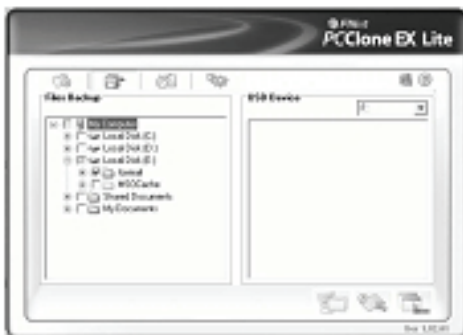 PCClone EX Lite
Files Backup
USB Device
My Computer
Local Disk (C:)
Local Disk (D:)
Local Disk (E:)
MSOCache
Shared Documents
My Documents